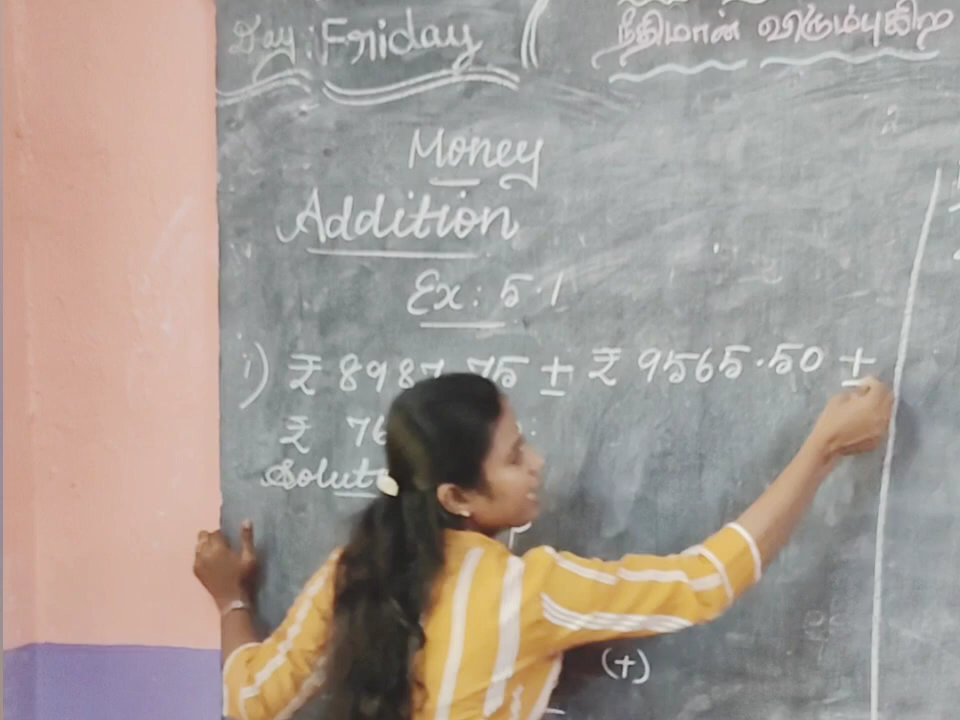 Day: Friday
நீதிமான் விரும்புகிற
Money
Addition
Ex: 5.1
i) ₹ 8987.75 + ₹ 9565.50 +
₹ 76
(+)